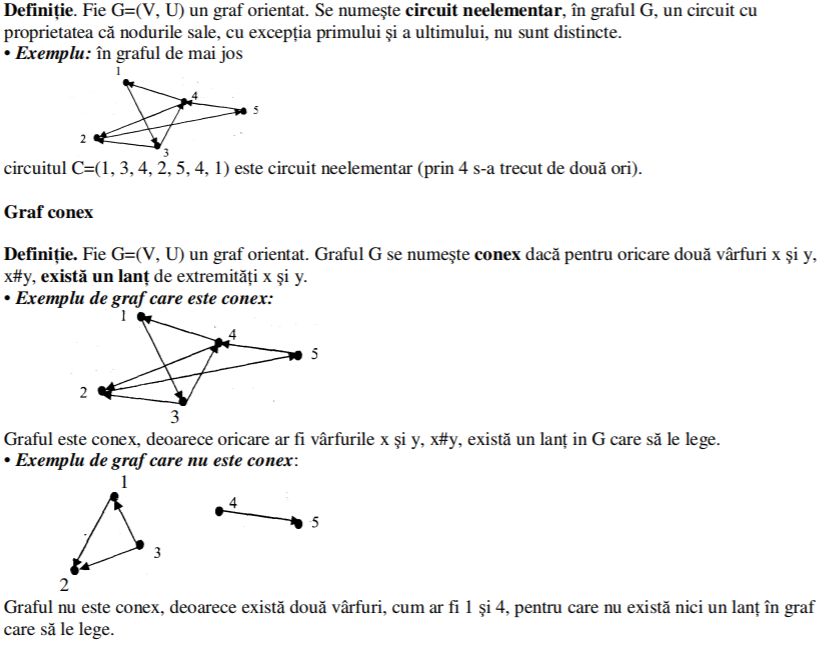 Definiție. Fie G=(V, U) un graf orientat. Se numește circuit neelementar, în graful G, un circuit cu
proprietatea că nodurile sale, cu excepția primului și a ultimului, nu sunt distincte.
• Exemplu: în graful de mai jos
1
4
5
2
3
circuitul C=(1, 3, 4, 2, 5, 4, 1) este circuit neelementar (prin 4 s-a trecut de două ori).
Graf conex
Definiție. Fie G=(V, U) un graf orientat. Graful G se numește conex dacă pentru oricare două vârfuri x și y,
x#y, există un lanț de extremități x și y.
• Exemplu de graf care este conex:
1
4
5
2
3
Graful este conex, deoarece oricare ar fi vârfurile x și y, x#y, există un lanț in G care să le lege.
• Exemplu de graf care nu este conex:
1
4
5
3
2
Graful nu este conex, deoarece există două vârfuri, cum ar fi 1 și 4, pentru care nu există nici un lanț în graf
care să le lege.